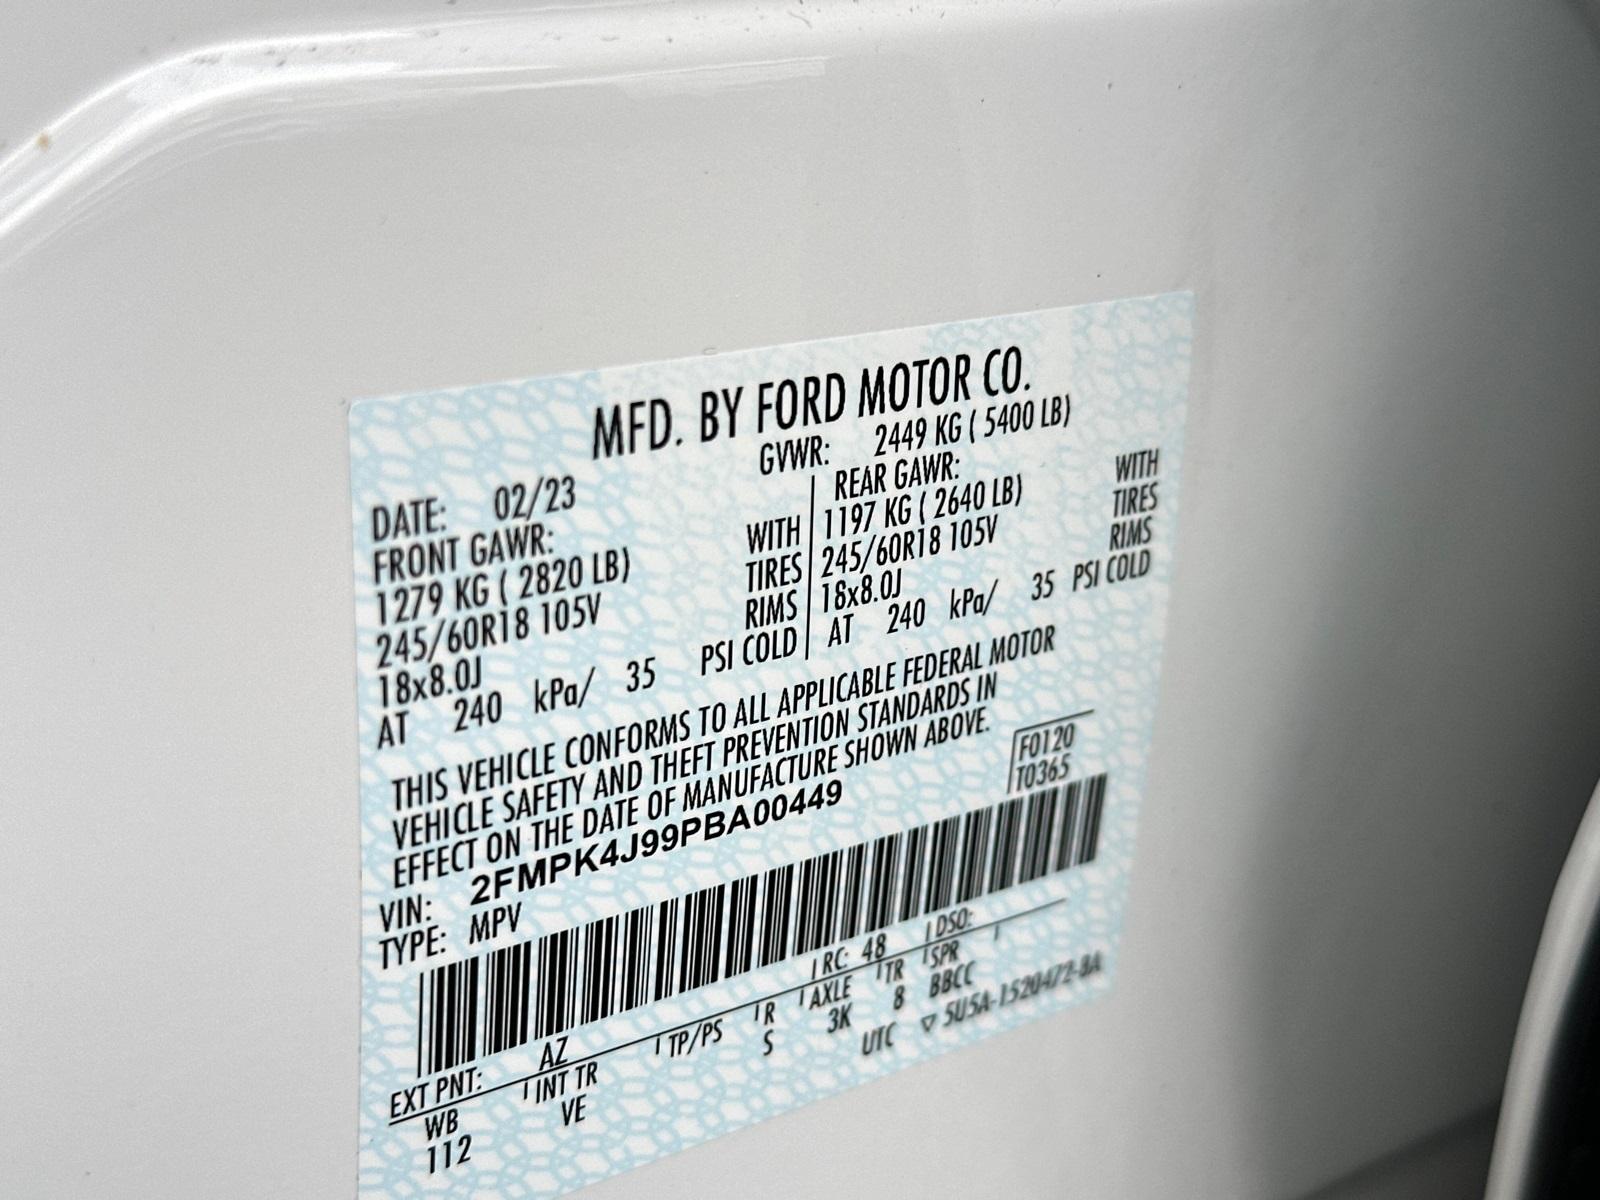 MFD. BY FORD MOTOR CO.
DATE: 02/23 GVWR: 2449 KG ( 5400 LB)
FRONT GAWR: REAR GAWR:
1279 KG ( 2820 LB) WITH 1197 KG ( 2640 LB) WITH
245/60R18 105V TIRES 245/60R18 105V TIRES
18x8.0J RIMS 18x8.0J RIMS
AT 240 kPa/ 35 PSI COLD AT 240 kPa/ 35 PSI COLD
THIS VEHICLE CONFORMS TO ALL APPLICABLE FEDERAL MOTOR
VEHICLE SAFETY AND THEFT PREVENTION STANDARDS IN
EFFECT ON THE DATE OF MANUFACTURE SHOWN ABOVE.
VIN: 2FMPK4J99PBA00449 F0120
TYPE: MPV T0365
EXT PNT: AZ RC: 48 DSO:
WB INT TR TP/PS R AXLE TR SPR
112 VE S 3K 8 BBCC
UTC ▽ 5U5A-1520472-BA